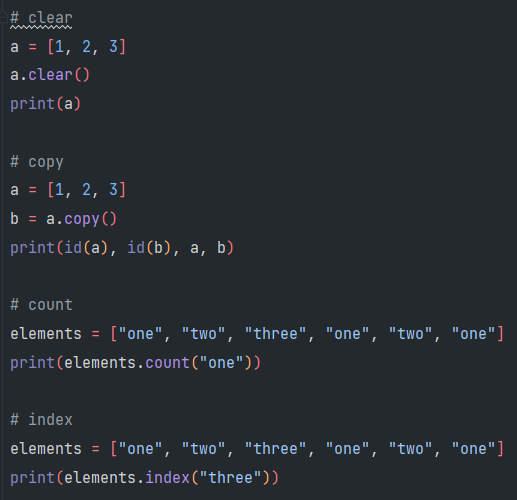 # clear
a = [1, 2, 3]
a.clear()
print(a)

# copy
a = [1, 2, 3]
b = a.copy()
print(id(a), id(b), a, b)

# count
elements = ["one", "two", "three", "one", "two", "one"]
print(elements.count("one"))

# index
elements = ["one", "two", "three", "one", "two", "one"]
print(elements.index("three"))